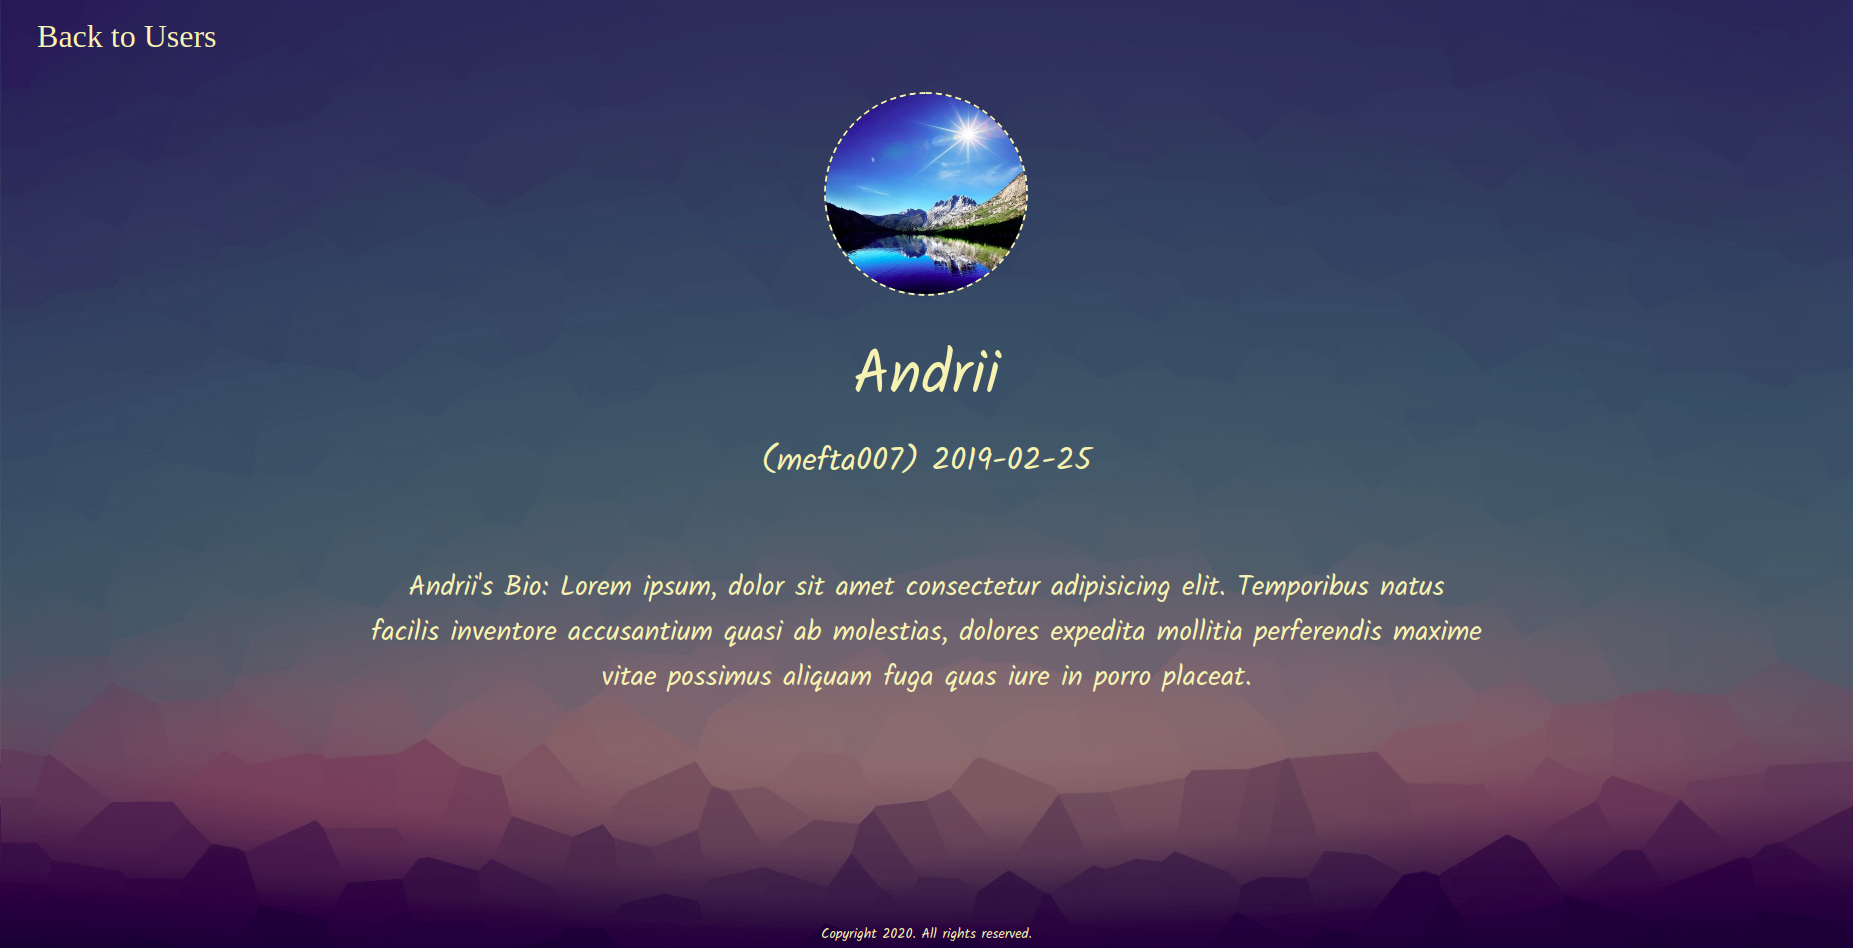 Back to Users
Andrii
(mefta007) 2019-02-25
Andrii's Bio: Lorem ipsum, dolor sit amet consectetur adipisicing elit. Temporibus natus
facilis inventore accusantium quasi ab molestias, dolores expedita mollitia perferendis maxime
vitae possimus aliquam fuga quas iure in porro placeat.
Copyright 2020. All rights reserved.